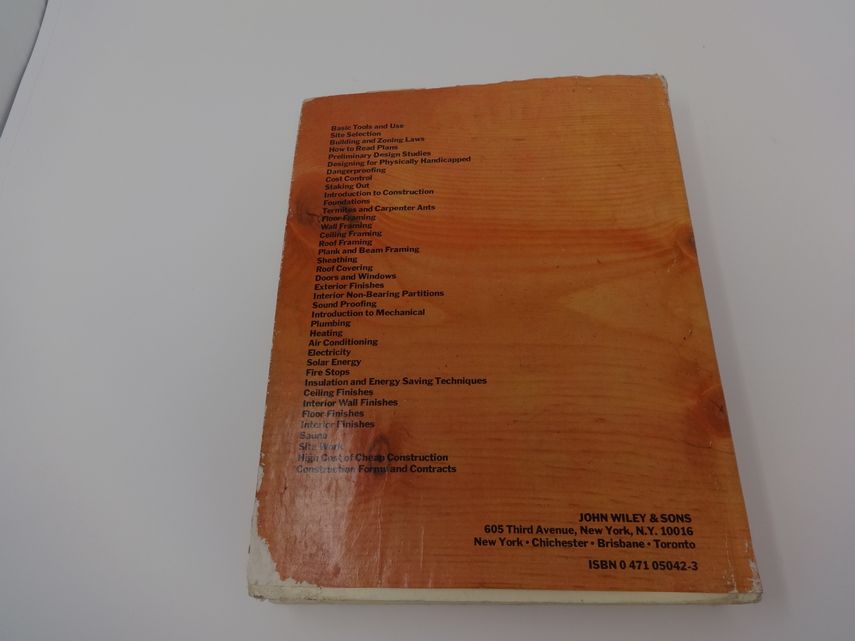 Basic Tools and Use
Site Selection
Building and Zoning Laws
How to Read Plans
Preliminary Design Studies
Designing for Physically Handicapped
Dangerproofing
Cost Control
Staking Out
Introduction to Construction
Foundations
Termites and Carpenter Ants
Floor Framing
Wall Framing
Ceiling Framing
Roof Framing
Plank and Beam Framing
Sheathing
Roof Covering
Doors and Windows
Exterior Finishes
Interior Non-Bearing Partitions
Sound Proofing
Introduction to Mechanical
Plumbing
Heating
Air Conditioning
Electricity
Solar Energy
Fire Stops
Insulation and Energy Saving Techniques
Ceiling Finishes
Interior Wall Finishes
Floor Finishes
Interior Finishes
Sauna
Site Work
High Cost of Cheap Construction
Construction Forms and Contracts
JOHN WILEY & SONS
605 Third Avenue, New York, N.Y. 10016
New York • Chichester • Brisbane • Toronto
ISBN 0 471 05042-3